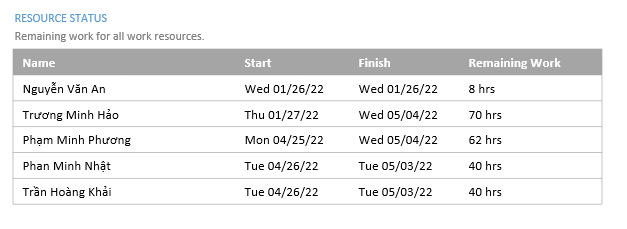 RESOURCE STATUS
Remaining work for all work resources.
Name Start Finish Remaining Work
Nguyễn Văn An Wed 01/26/22 Wed 01/26/22 8 hrs
Trương Minh Hảo Thu 01/27/22 Wed 05/04/22 70 hrs
Phạm Minh Phương Mon 04/25/22 Wed 05/04/22 62 hrs
Phan Minh Nhật Tue 04/26/22 Tue 05/03/22 40 hrs
Trần Hoàng Khải Tue 04/26/22 Tue 05/03/22 40 hrs